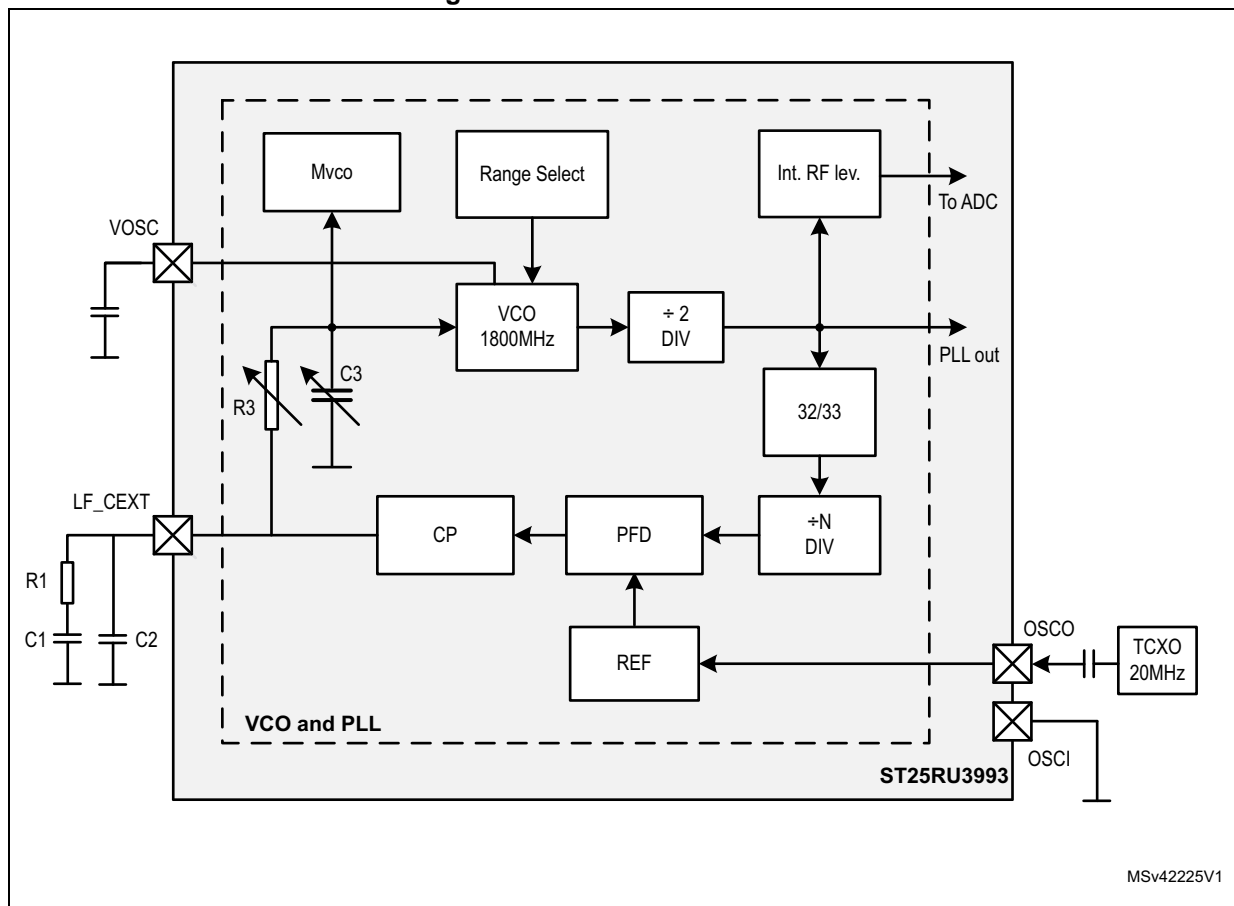 g
Mvco
Range Select
Int. RF lev.
To ADC
VOSC
VCO
1800MHz
÷ 2
DIV
PLL out
C3
R3
32/33
LF_CEXT
CP
PFD
÷N
DIV
R1
C1
C2
REF
OSCO
TCXO
20MHz
VCO and PLL
OSCI
ST25RU3993
MSv42225V1